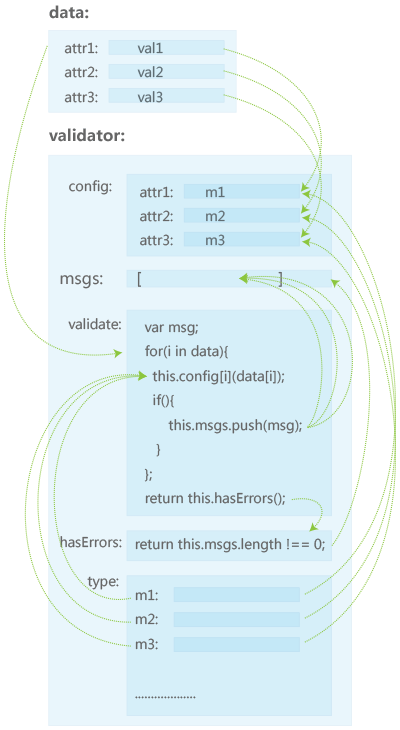 data:
attr1: val1
attr2: val2
attr3: val3
validator:
config:
attr1: m1
attr2: m2
attr3: m3
msgs: [ ]
validate:
var msg;
for(i in data){
this.config[i](data[i]);
if(){
this.msgs.push(msg);
}
};
return this.hasErrors();
hasErrors: return this.msgs.length !== 0;
type:
m1:
m2:
m3:
...................